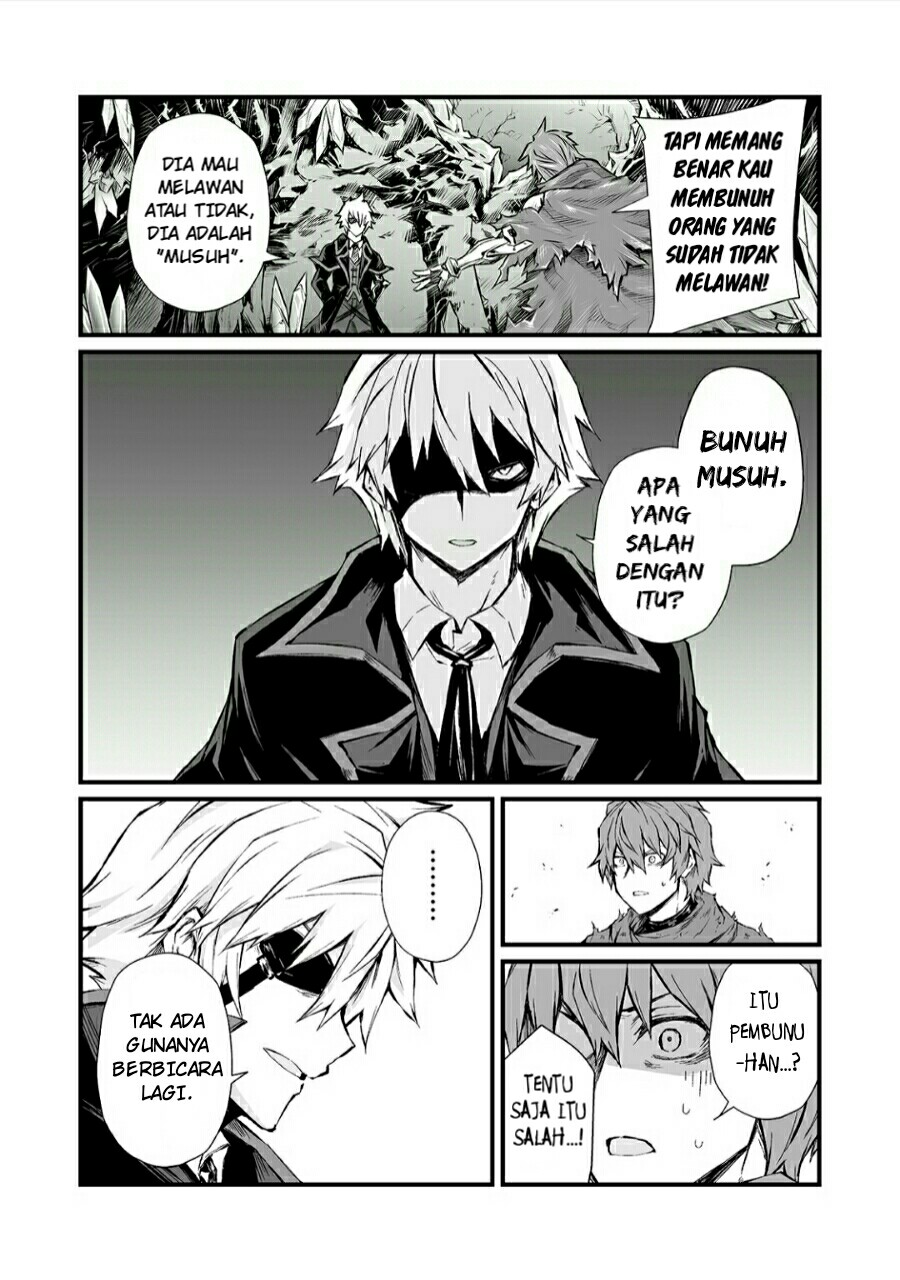 TAPI MEMANG
BENAR KAU
MEMBUNUH
ORANG YANG
SUDAH TIDAK
MELAWAN!
DIA MAU
MELAWAN
ATAU TIDAK,
DIA ADALAH
"MUSUH".
BUNUH
MUSUH.
APA
YANG
SALAH
DENGAN
ITU?
ITU
PEMBUNU
-HAN...?
TENTU
SAJA ITU
SALAH...!
.........
TAK ADA
GUNANYA
BERBICARA
LAGI.